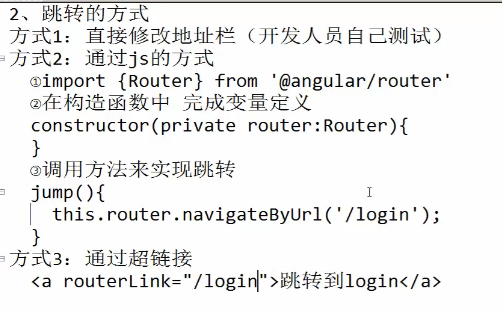 2、跳转的方式
方式1: 直接修改地址栏（开发人员自己测试）
方式2: 通过js的方式
①import {Router} from '@angular/router'
②在构造函数中 完成变量定义
constructor(private router:Router){
}
③调用方法来实现跳转
jump(){
this.router.navigateByUrl('/login');
}
方式3: 通过超链接
<a routerLink="/login">跳转到login</a>